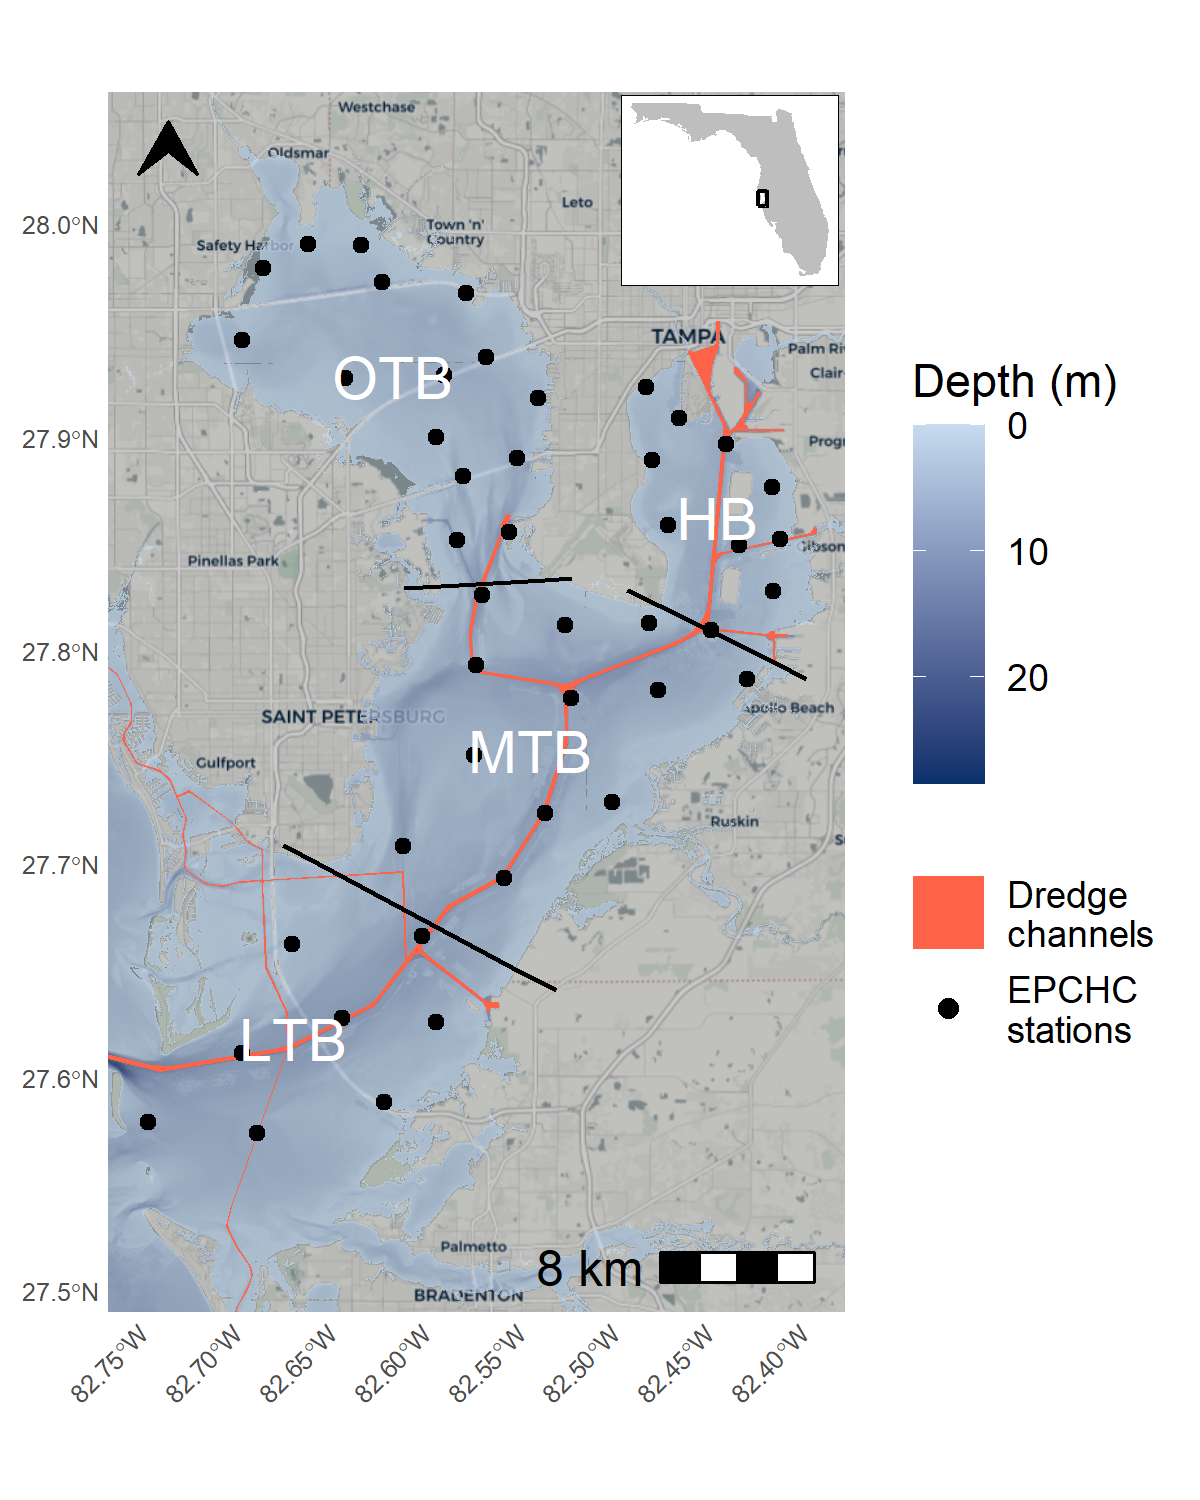 Westchase
Oldsmar
Leto
Town 'n'
Country
Safety Harbor
28.0°N
TAMPA
Palm Ri
Clair-
OTB
27.9°N
Progr
HB
Gibson
Pinellas Park
27.8°N
Apollo Beach
SAINT PETERSBURG
MTB
Gulfport
Ruskin
27.7°N
LTB
27.6°N
Palmetto
8 km
27.5°N
BRADENTON
82.75°W
82.70°W
82.65°W
82.60°W
82.55°W
82.50°W
82.45°W
82.40°W
Depth (m)
0
10
20
Dredge
channels
EPCHC
stations